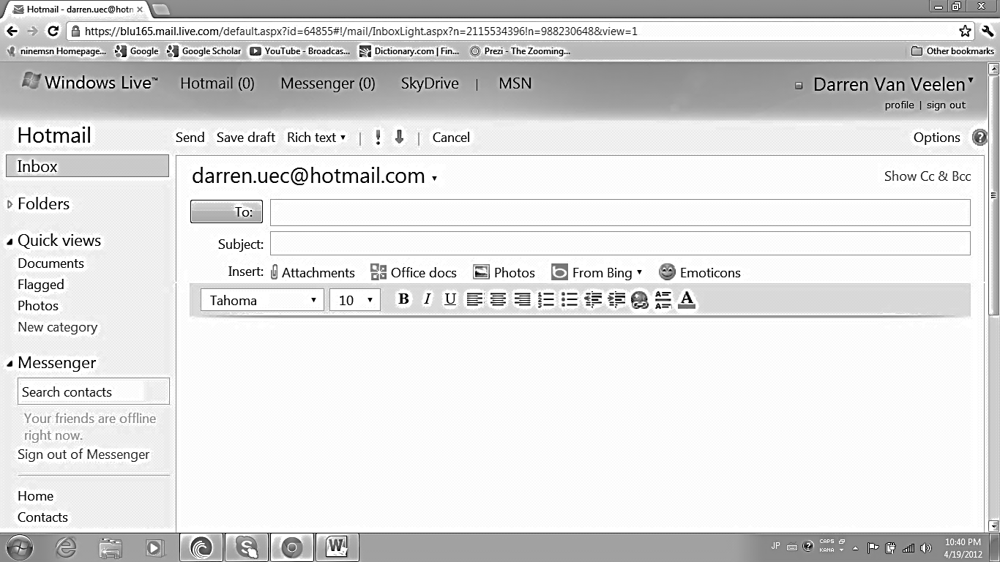 Hotmail - darren.uec@hotn
https://blu165.mail.live.com/default.aspx?id=64855#!/mail/InboxLight.aspx?n=2115534396!n=988230648&view=1
ninemsn Homepage... Google Google Scholar YouTube - Broadcas... Dictionary.com | Fin... Prezi - The Zooming... Other bookmarks
Windows Live™ Hotmail (0) Messenger (0) SkyDrive | MSN Darren Van Veelen
profile | sign out
Hotmail Send Save draft Rich text | ! | Cancel Options ?
Inbox
darren.uec@hotmail.com Show Cc & Bcc
Folders To:
Quick views Subject:
Documents Insert: Attachments Office docs Photos From Bing Emoticons
Flagged
Photos Tahoma 10 B I U A
New category
Messenger
Search contacts
Your friends are offline
right now.
Sign out of Messenger
Home
Contacts
JP ? CAPS KANA 10:40 PM
4/19/2012